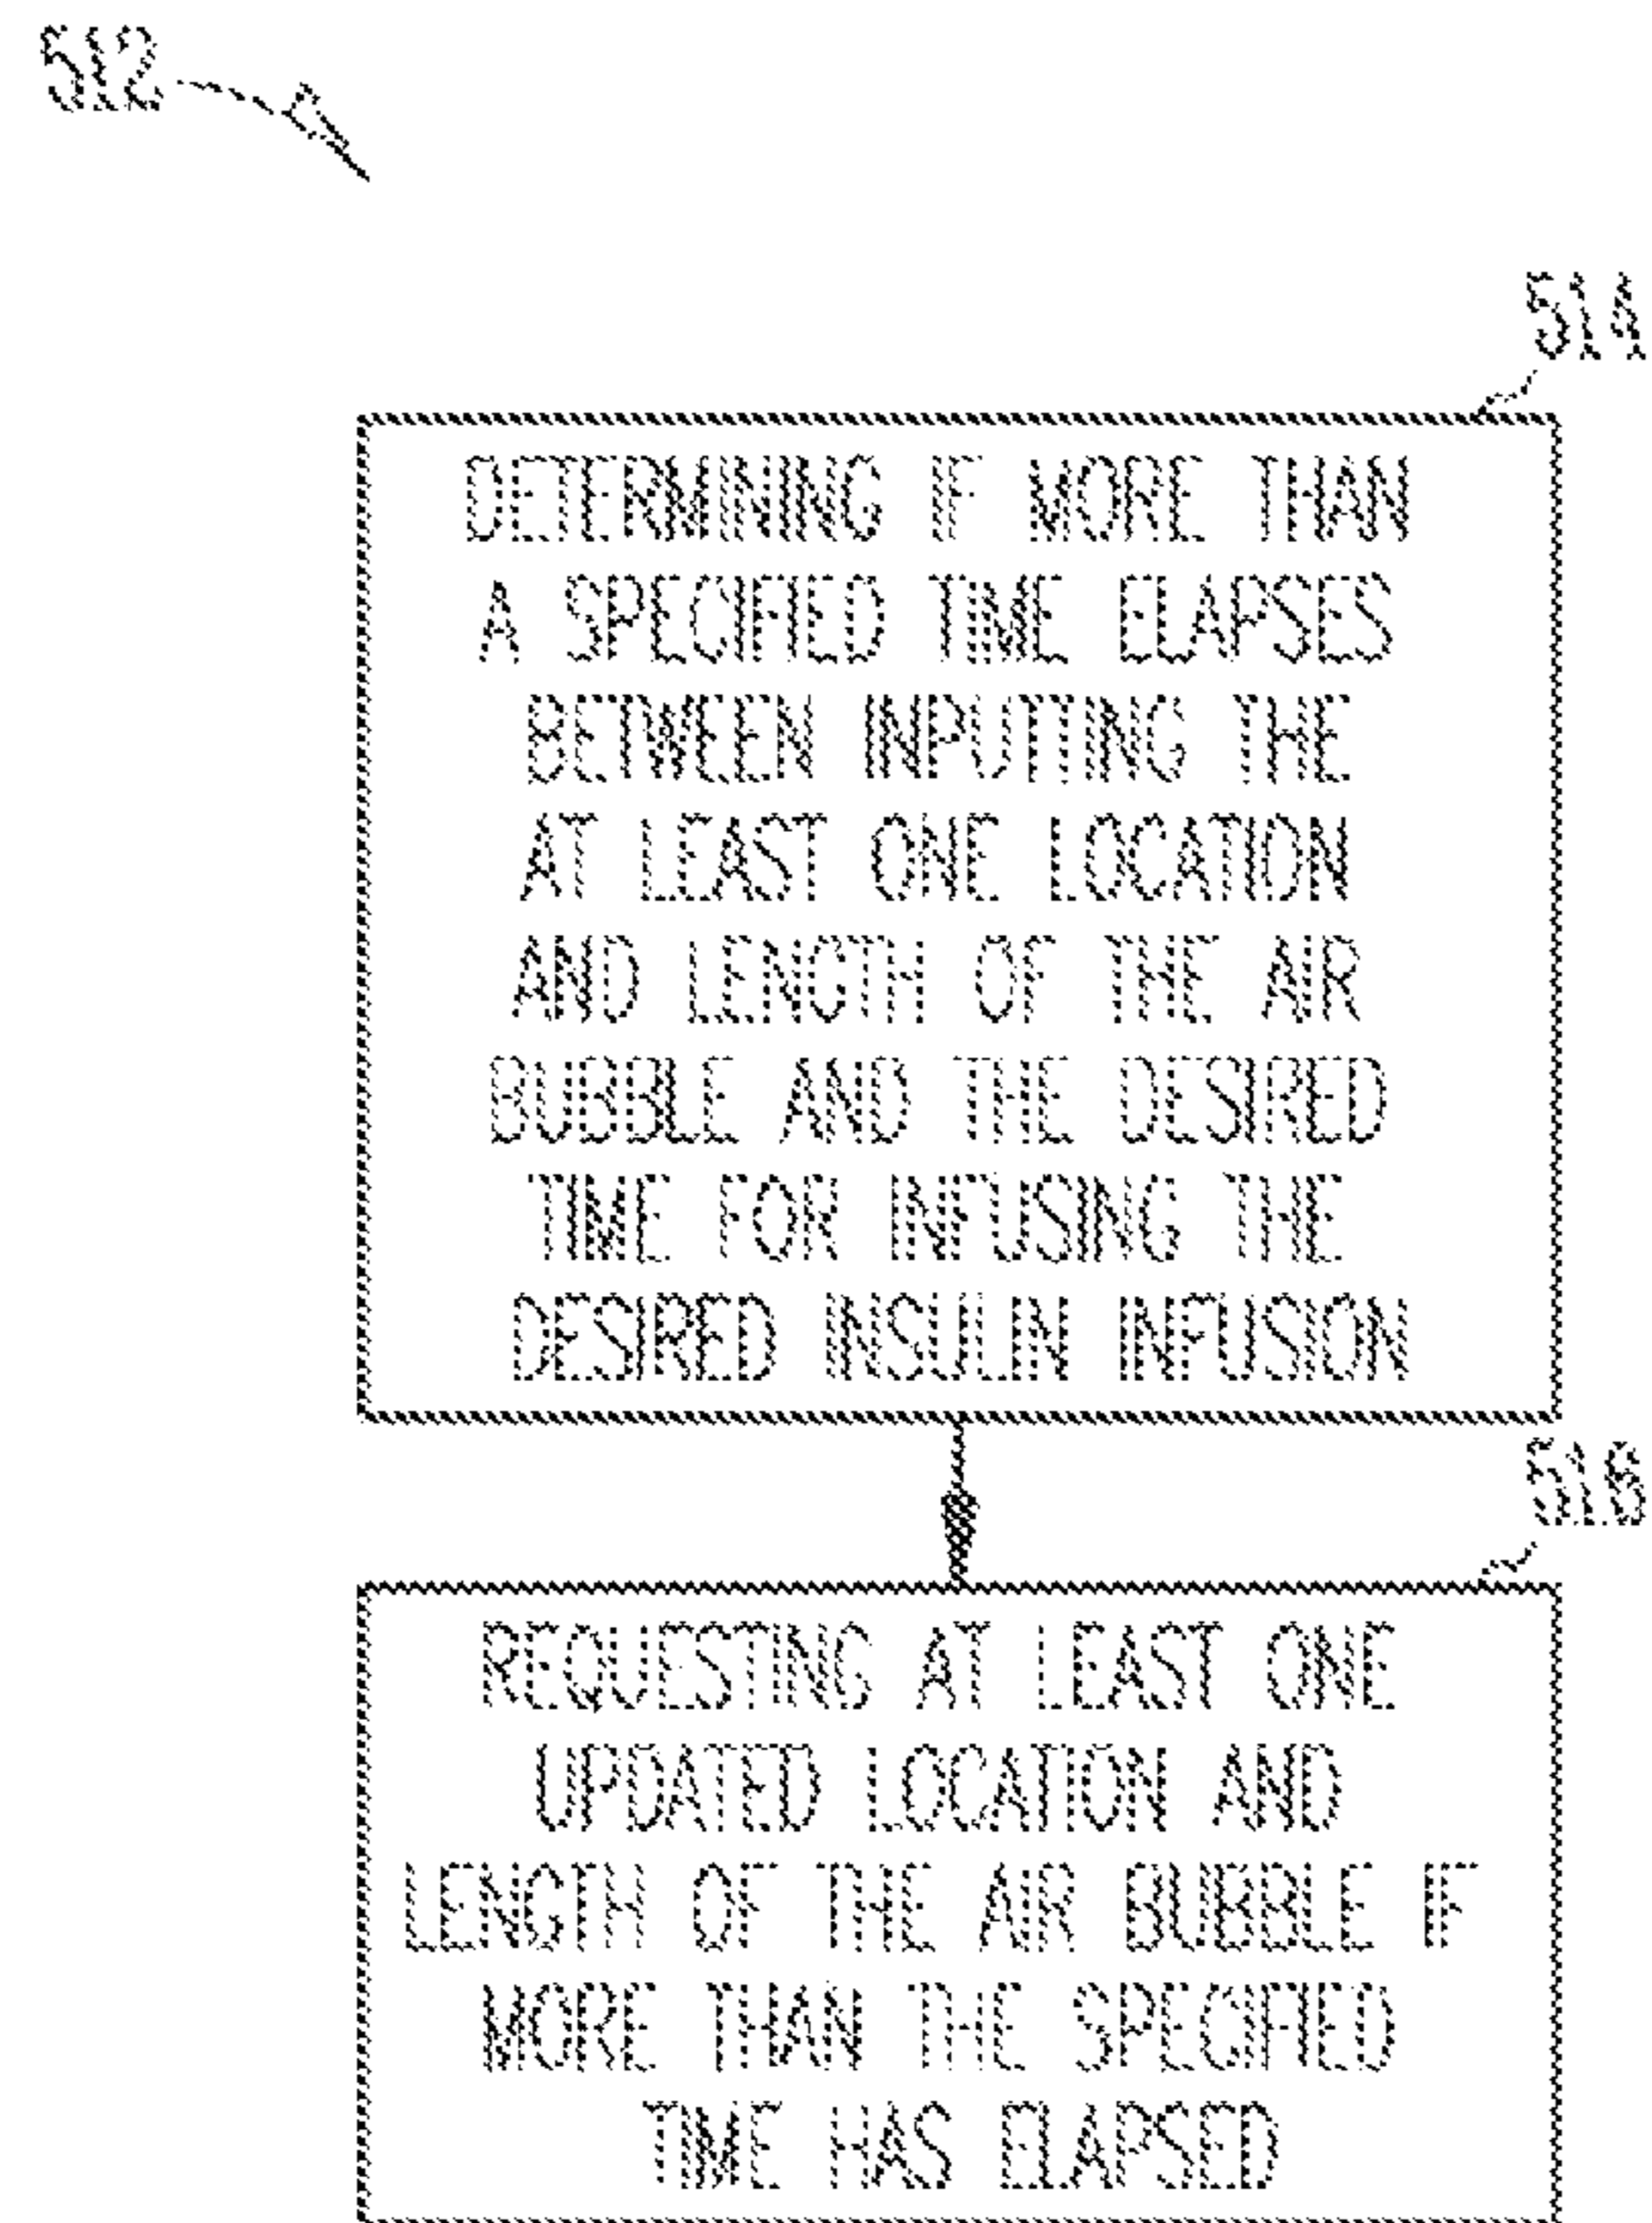 512
514
DETERMINING IF MORE THAN
A SPECIFIED TIME ELAPSES
BETWEEN INPUTTING THE
AT LEAST ONE LOCATION
AND LENGTH OF THE AIR
BUBBLE AND THE DESIRED
TIME FOR INFUSING THE
DESIRED INSULIN INFUSION
516
REQUESTING AT LEAST ONE
UPDATED LOCATION AND
LENGTH OF THE AIR BUBBLE IF
MORE THAN THE SPECIFIED
TIME HAS ELAPSED